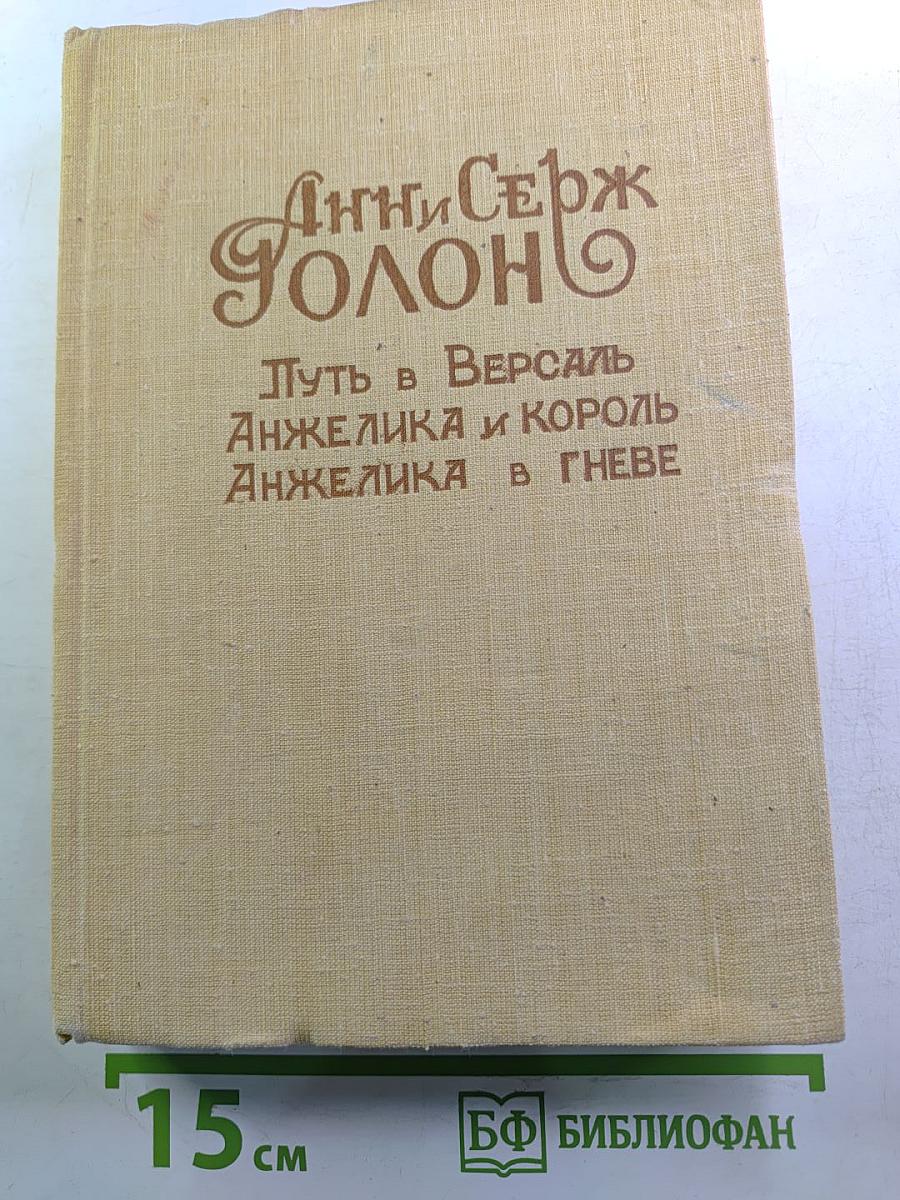 Анн и Серж
Голон
Путь в Версаль
Анжелика и король
Анжелика в гневе
15 см
БФ БИБЛИОФАН